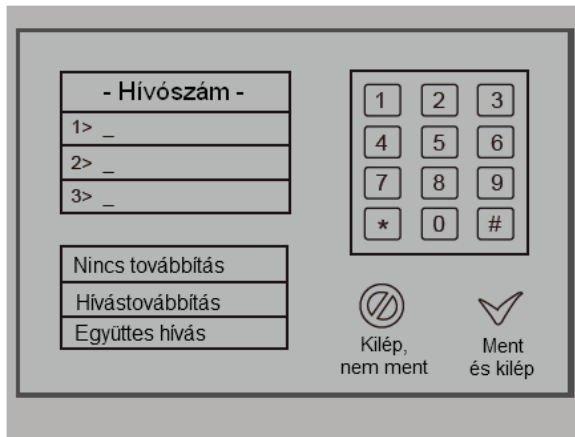 - Hívószám -
1> _
2> _
3> _
Nincs továbbítás
Hívástovábbítás
Együttes hívás
1 2 3
4 5 6
7 8 9
* 0 #
Kilép,
nem ment
Ment
és kilép